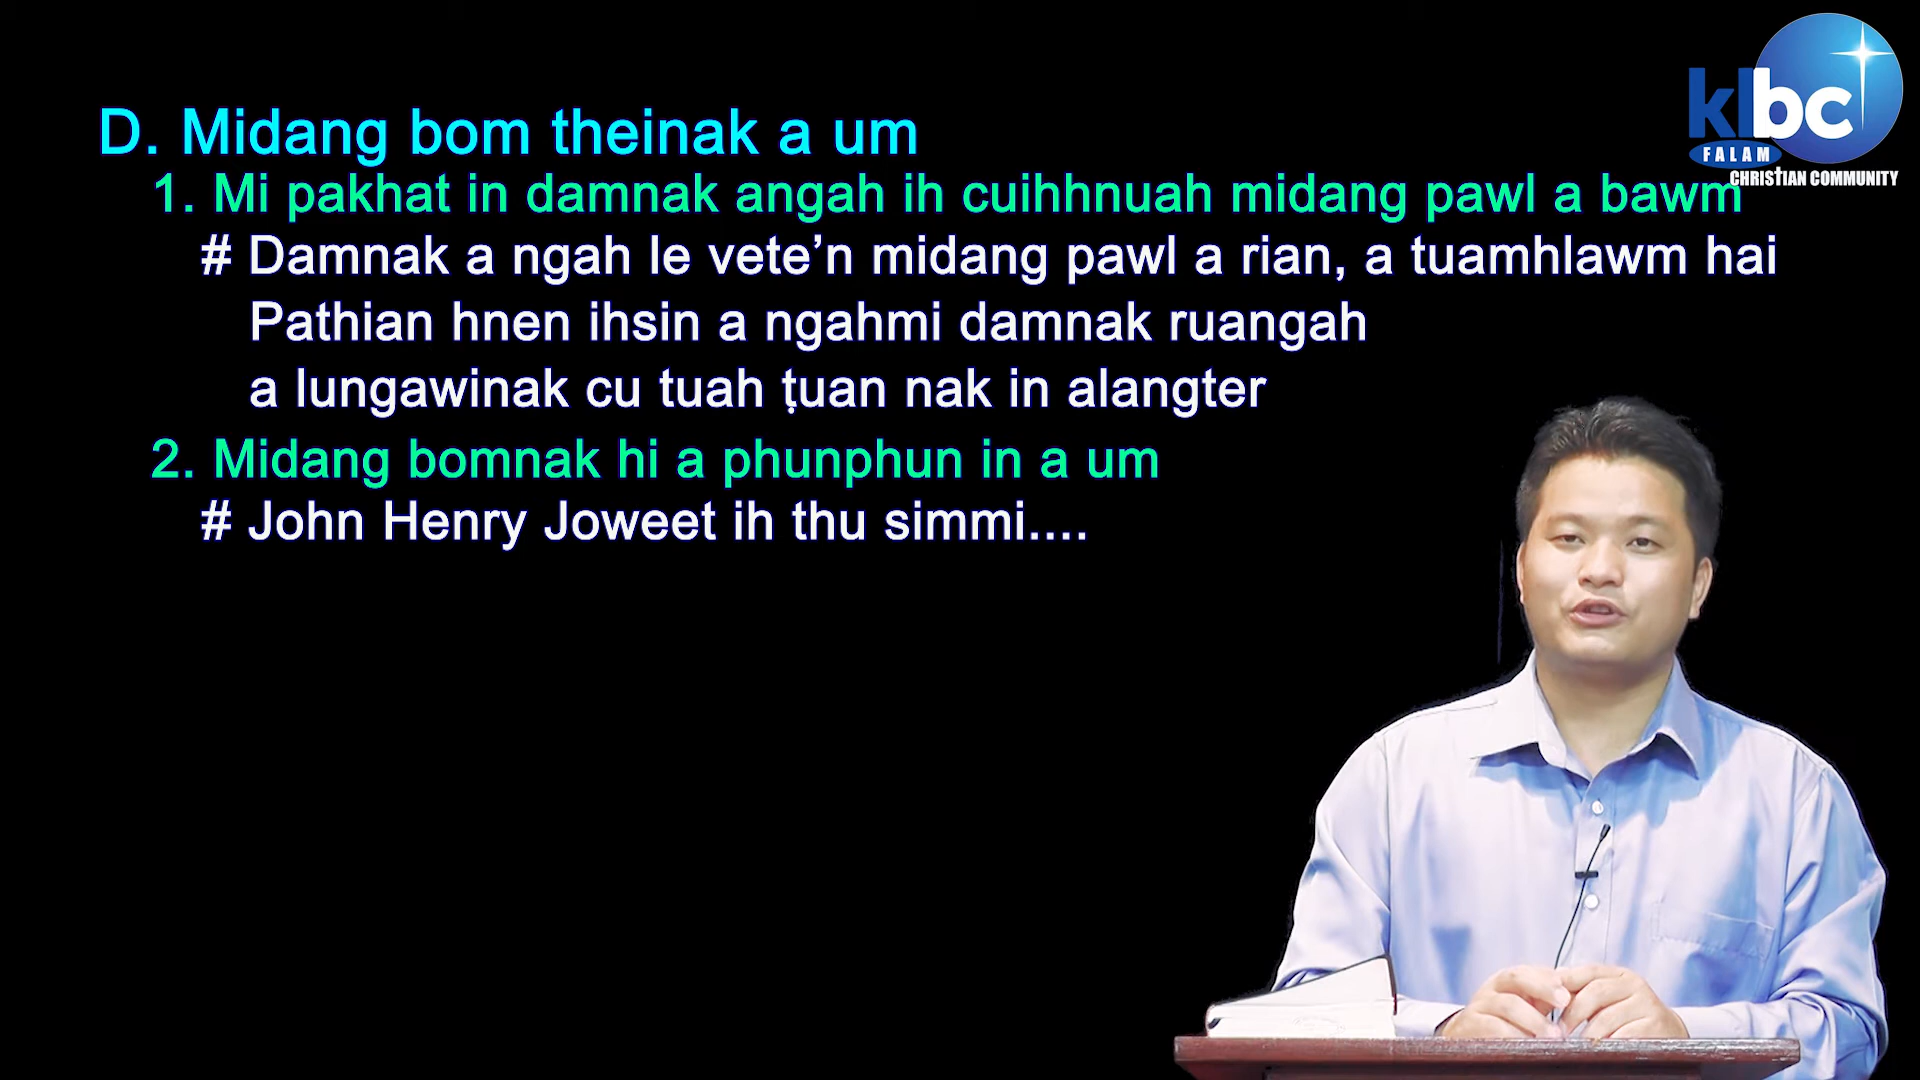 D. Midang bom theinak a um
1. Mi pakhat in damnak angah ih cuihhnuah midang pawl a bawm
# Damnak a ngah le vete’n midang pawl a rian, a tuamhlawm hai
Pathian hnen ihsin a ngahmi damnak ruangah
a lungawinak cu tuah ṭuan nak in alangter
2. Midang bomnak hi a phunphun in a um
# John Henry Joweet ih thu simmi....
klbc
FALAM
CHRISTIAN COMMUNITY